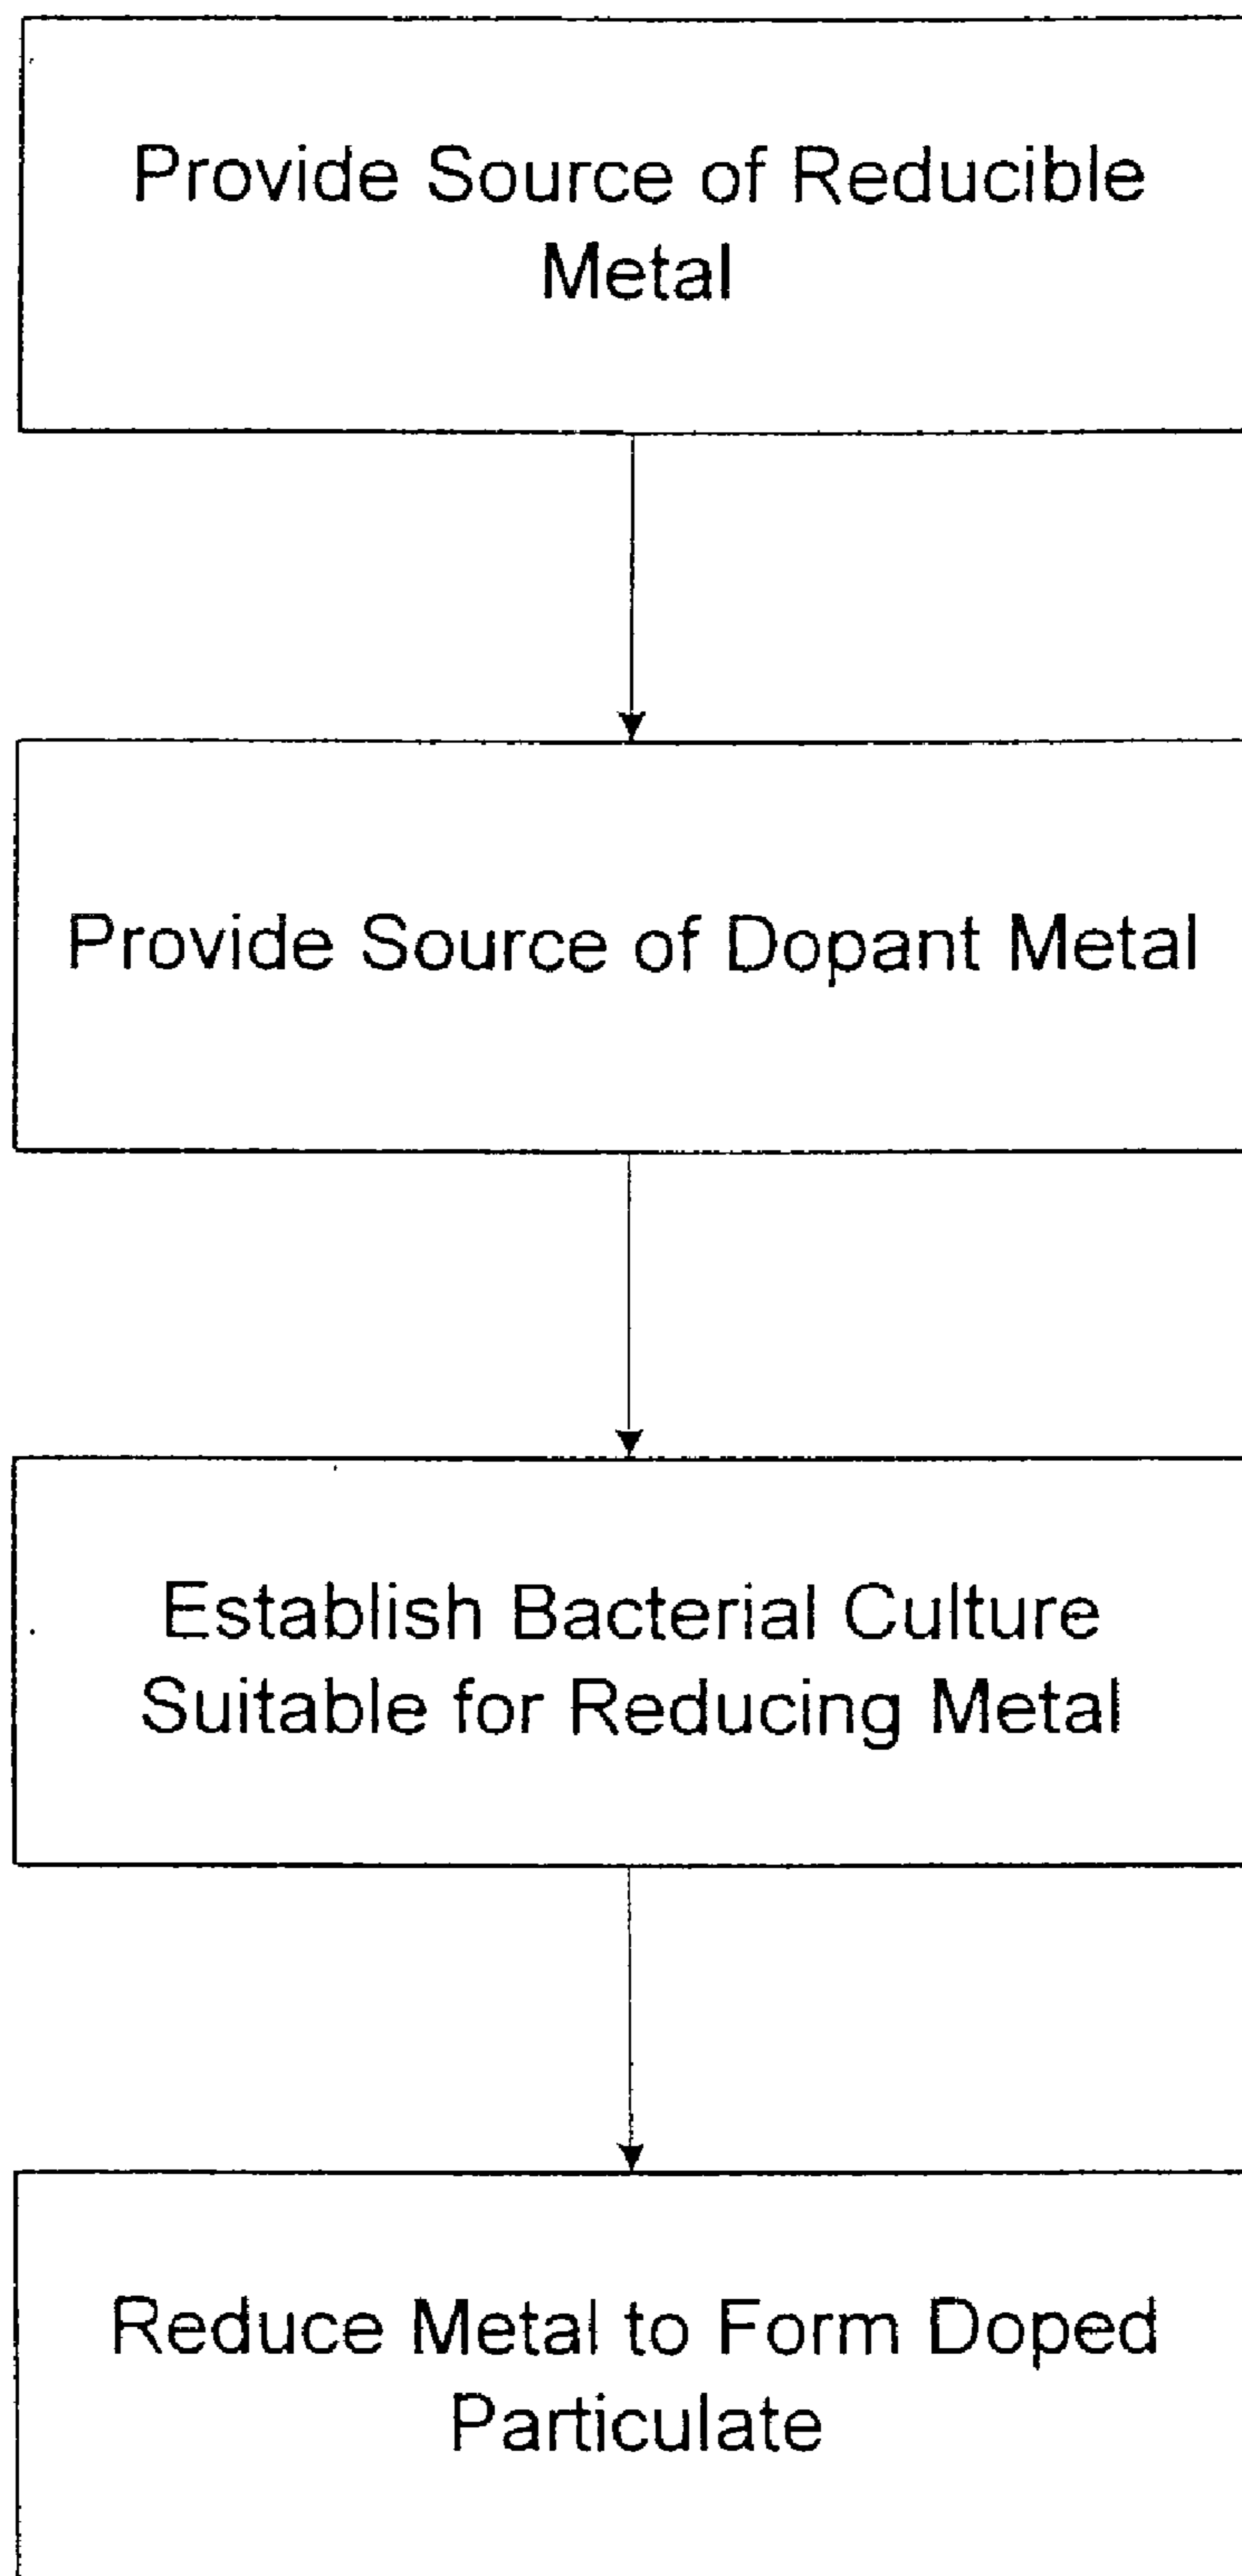 Provide Source of Reducible
Metal
Provide Source of Dopant Metal
Establish Bacterial Culture
Suitable for Reducing Metal
Reduce Metal to Form Doped
Particulate